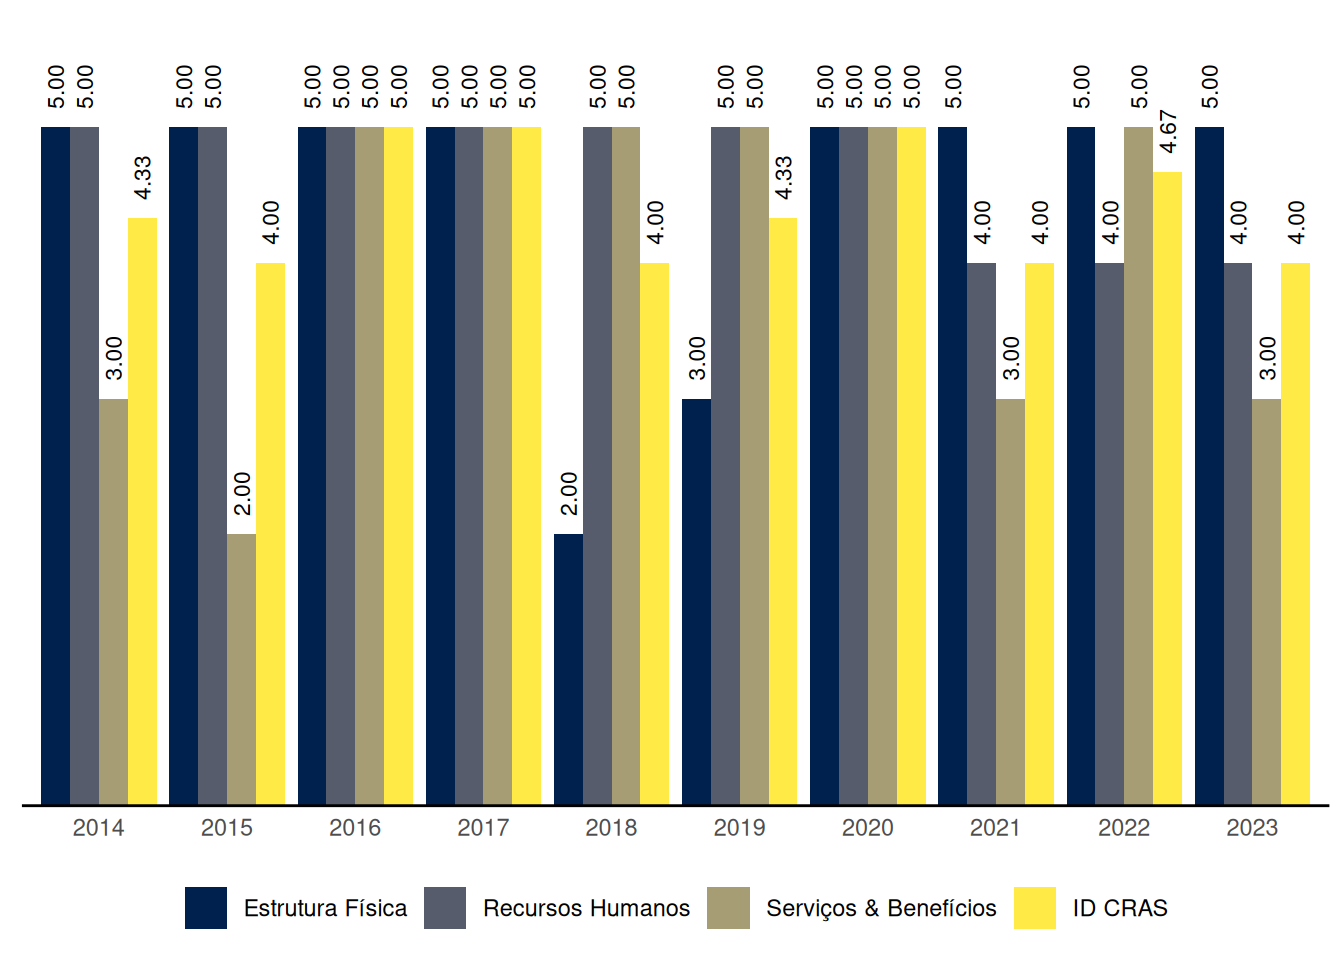 5.00 5.00 3.00 4.33 5.00 5.00 2.00 4.00 5.00 5.00 5.00 5.00 5.00 5.00 5.00 5.00 2.00 5.00 5.00 4.00 3.00 5.00 5.00 4.33 5.00 5.00 5.00 5.00 5.00 4.00 3.00 4.00 5.00 4.00 5.00 4.67 5.00 4.00 3.00 4.00
2014 2015 2016 2017 2018 2019 2020 2021 2022 2023
Estrutura Física Recursos Humanos Serviços & Benefícios ID CRAS